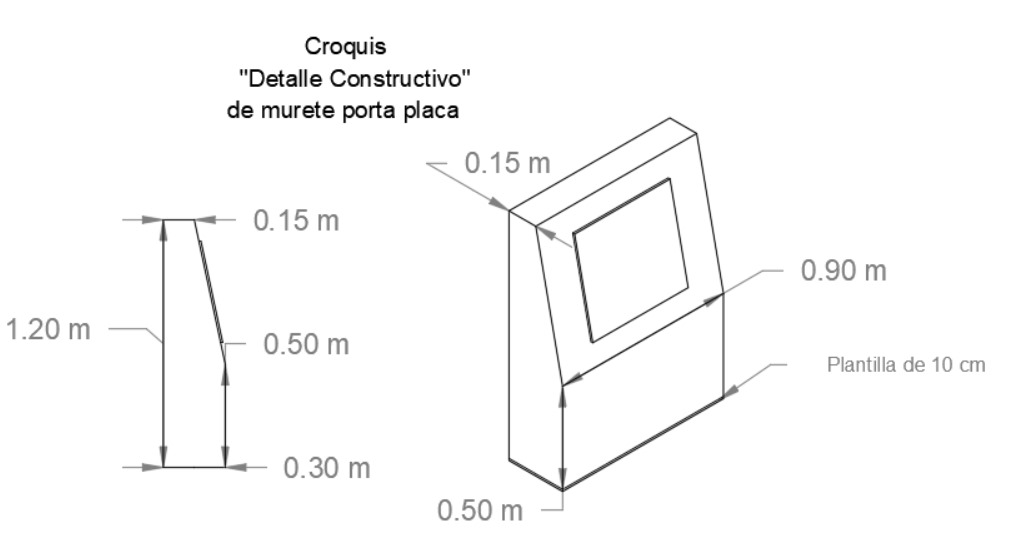 Croquis
"Detalle Constructivo"
de murete porta placa
0.15 m
0.15 m
0.90 m
1.20 m
0.50 m
Plantilla de 10 cm
0.30 m
0.50 m